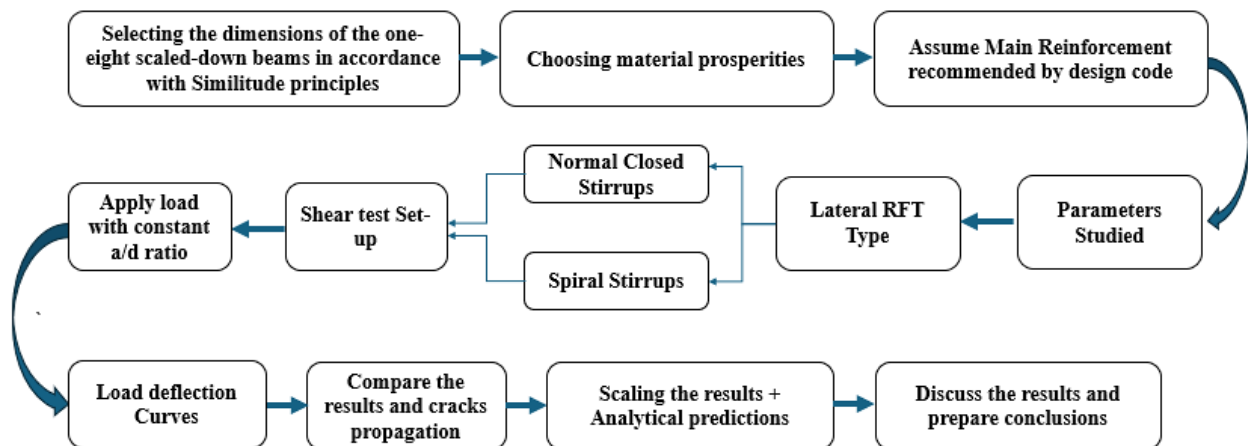 Selecting the dimensions of the one-
eight scaled-down beams in accordance
with Similitude principles
Choosing material prosperities
Assume Main Reinforcement
recommended by design code
Parameters
Studied
Lateral RFT
Type
Normal Closed
Stirrups
Spiral Stirrups
Shear test Set-
up
Apply load
with constant
a/d ratio
Load deflection
Curves
Compare the
results and cracks
propagation
Scaling the results +
Analytical predictions
Discuss the results and
prepare conclusions